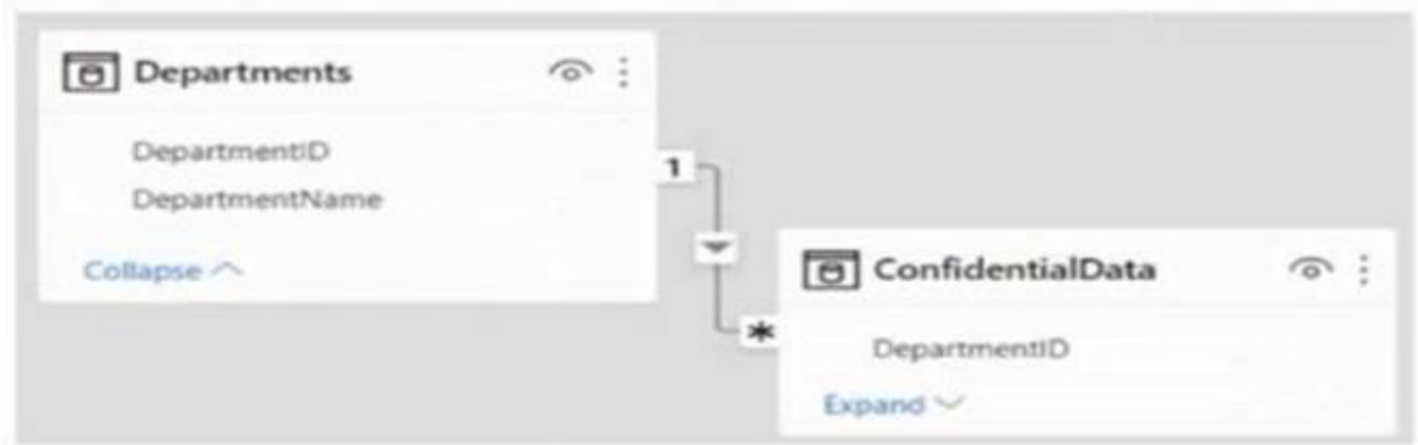 Departments
DepartmentID
DepartmentName
Collapse
1
*
ConfidentialData
DepartmentID
Expand